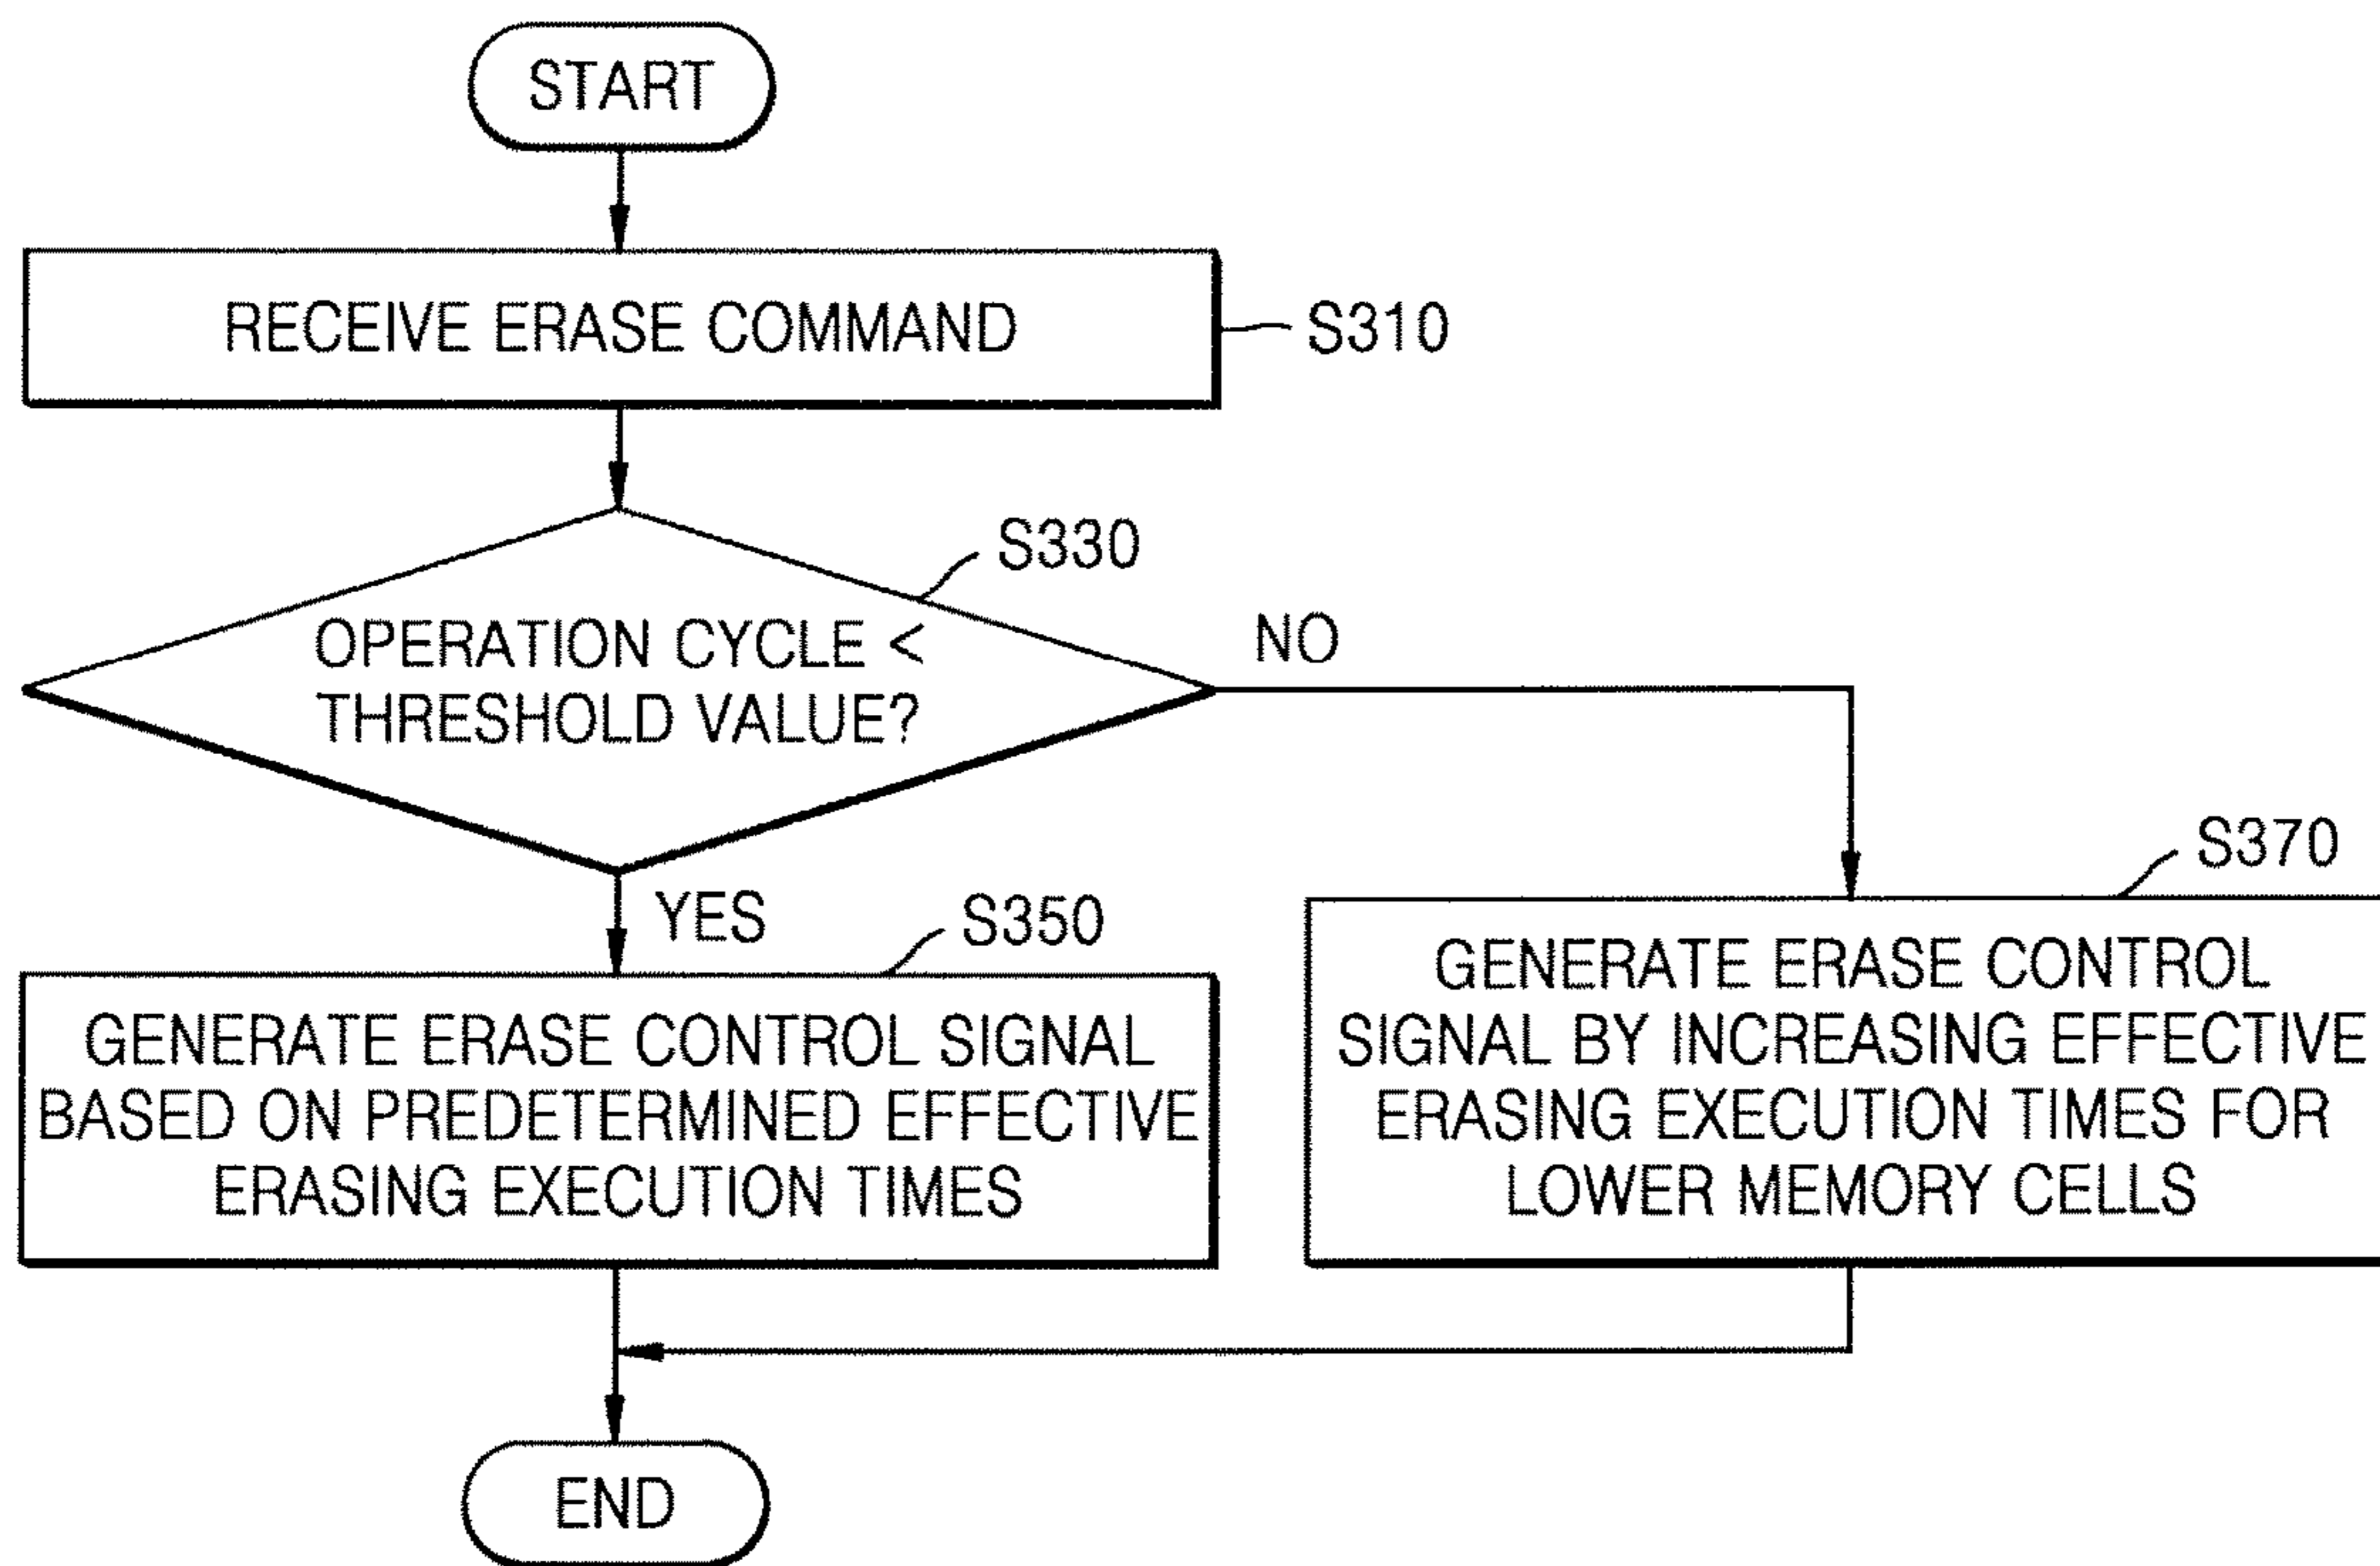 START
RECEIVE ERASE COMMAND
S310
S330
OPERATION CYCLE <
THRESHOLD VALUE?
NO
YES
S350
GENERATE ERASE CONTROL SIGNAL
BASED ON PREDETERMINED EFFECTIVE
ERASING EXECUTION TIMES
S370
GENERATE ERASE CONTROL
SIGNAL BY INCREASING EFFECTIVE
ERASING EXECUTION TIMES FOR
LOWER MEMORY CELLS
END